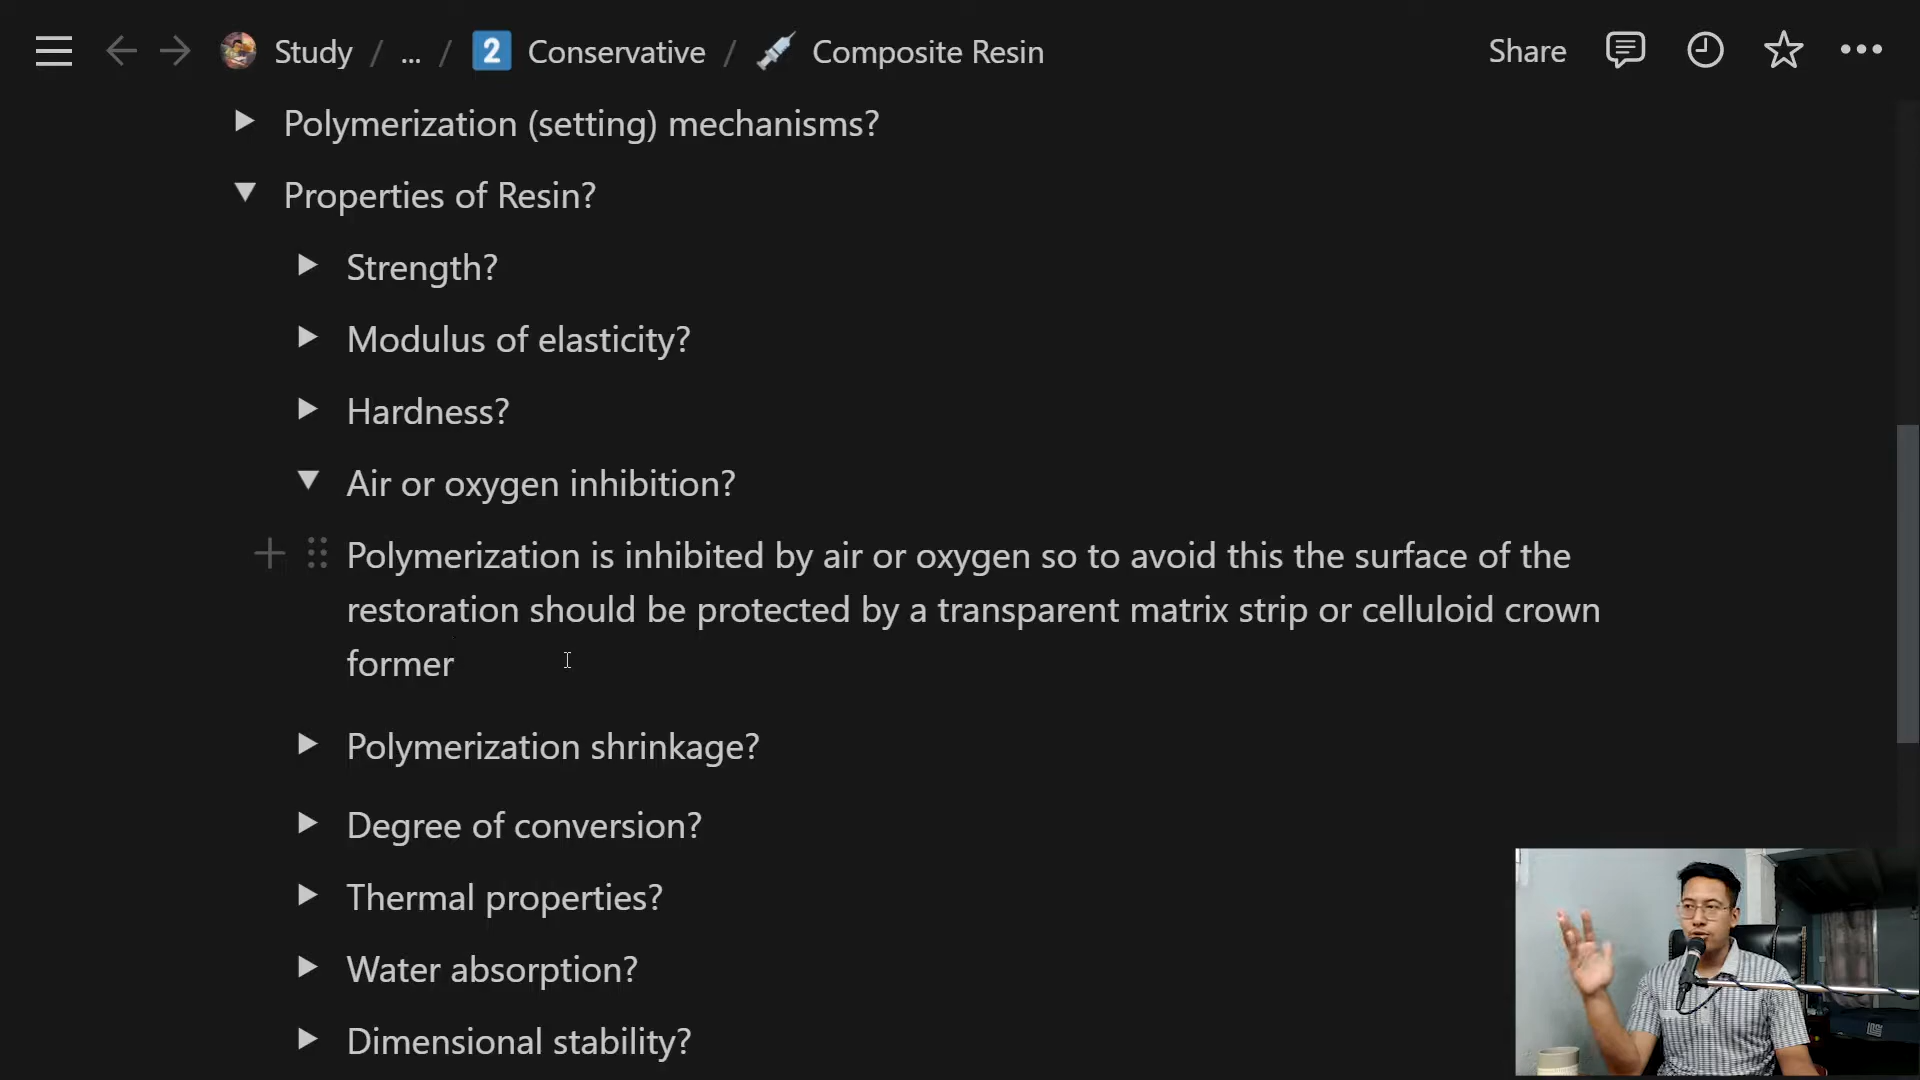 Study / ... / 2 Conservative / Composite Resin Share
Polymerization (setting) mechanisms?
Properties of Resin?
Strength?
Modulus of elasticity?
Hardness?
Air or oxygen inhibition?
Polymerization is inhibited by air or oxygen so to avoid this the surface of the
restoration should be protected by a transparent matrix strip or celluloid crown
former
Polymerization shrinkage?
Degree of conversion?
Thermal properties?
Water absorption?
Dimensional stability?